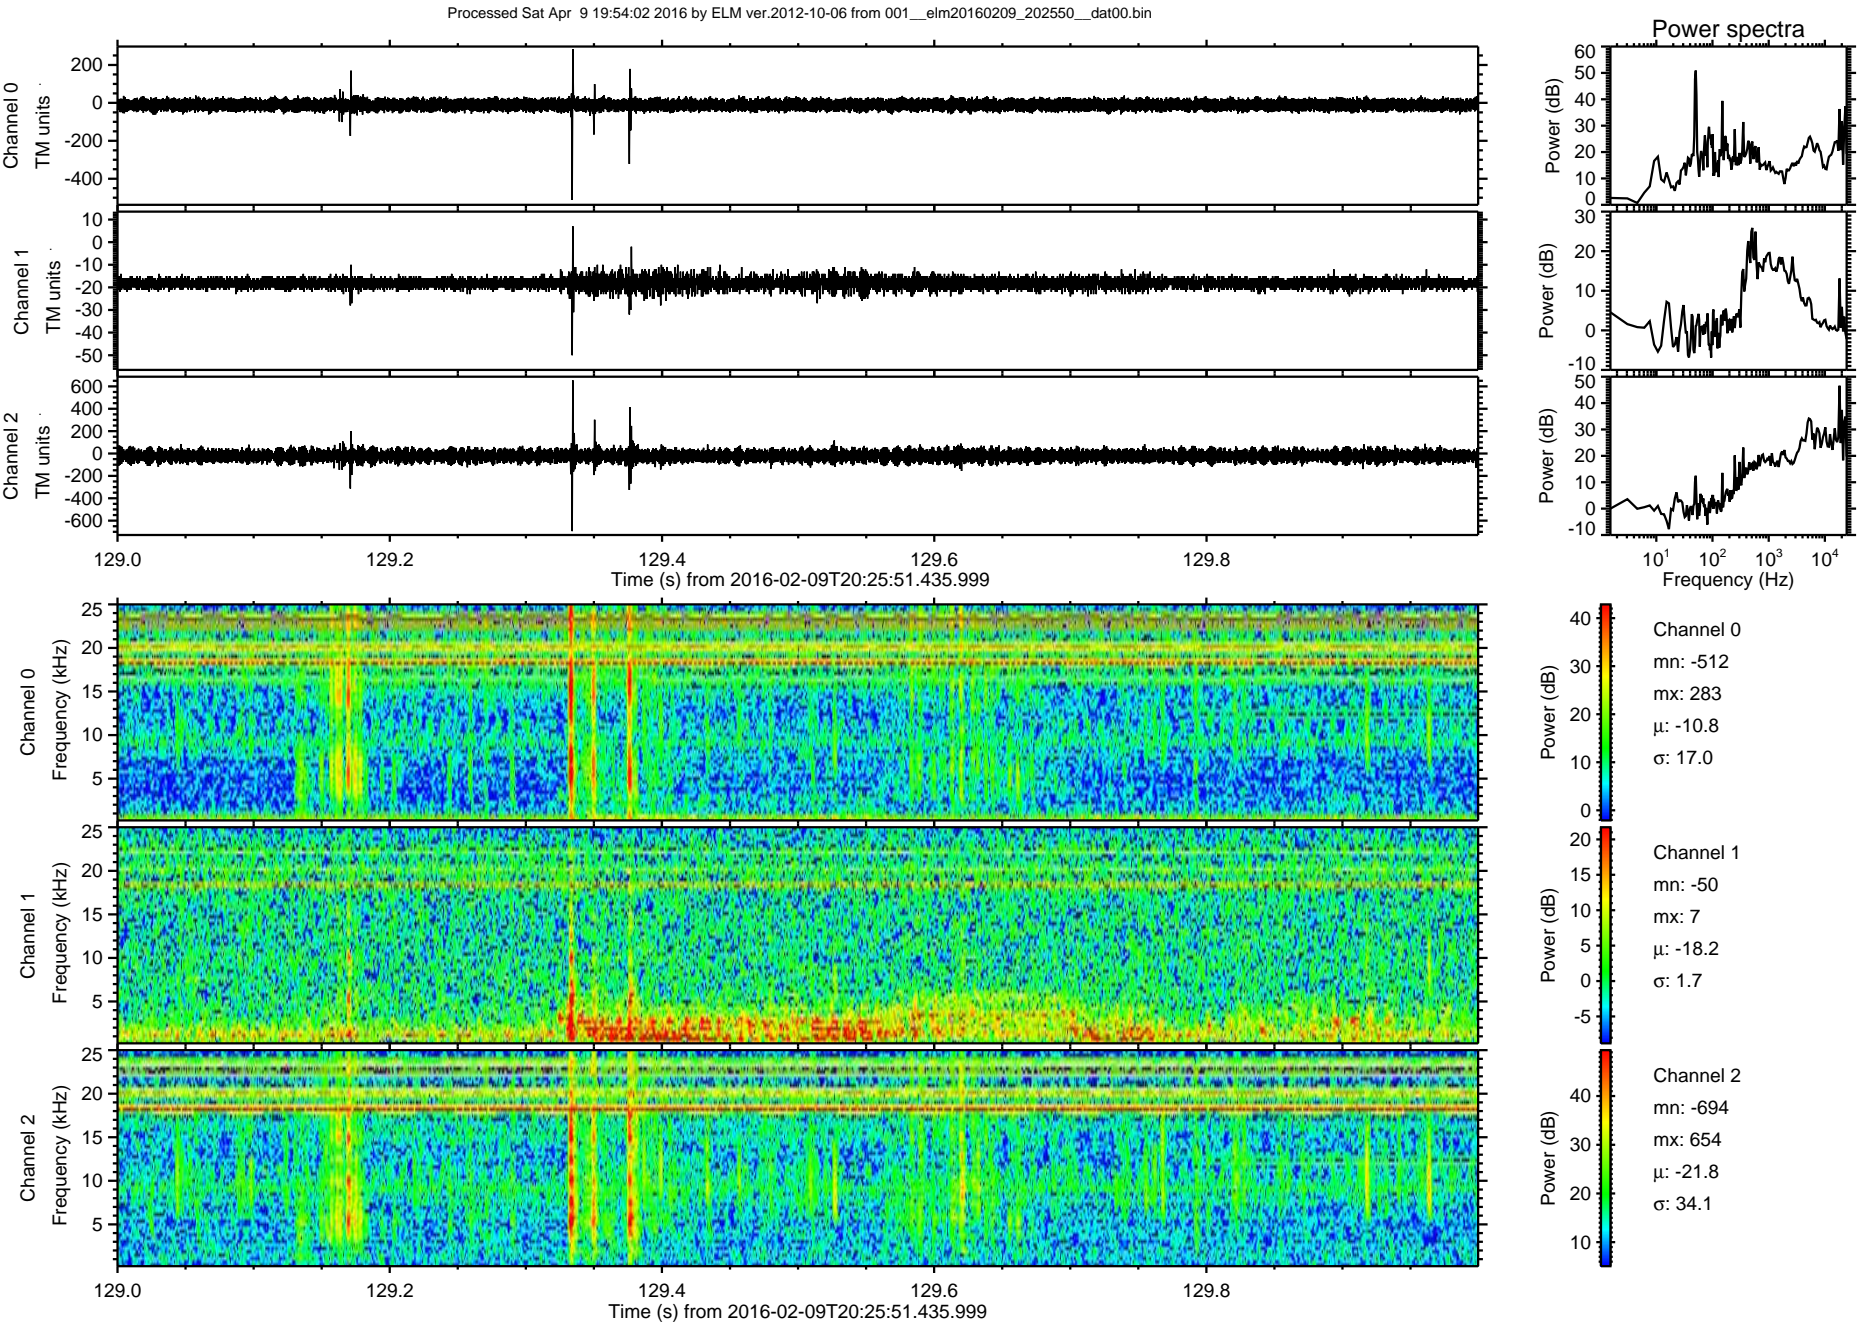 Processed Sat Apr  9 19:54:02 2016 by ELM ver.2012-10-06 from 001__elm20160209_202550__dat00.bin
Power spectra
Channel 0
TM units
200
0
-200
-400
Power (dB)
60
50
40
30
20
10
0
Channel 1
TM units
10
0
-10
-20
-30
-40
-50
Power (dB)
30
20
10
0
-10
Channel 2
TM units
600
400
200
0
-200
-400
-600
Power (dB)
50
40
30
20
10
0
-10
129.0 129.2 129.4 129.6 129.8
Time (s) from 2016-02-09T20:25:51.435.999
10¹ 10² 10³ 10⁴
Frequency (Hz)
Channel 0
Frequency (kHz)
25
20
15
10
5
Power (dB)
40
30
20
10
0
Channel 0
mn: -512
mx: 283
μ: -10.8
σ: 17.0
Channel 1
Frequency (kHz)
25
20
15
10
5
Power (dB)
20
15
10
5
0
-5
Channel 1
mn: -50
mx: 7
μ: -18.2
σ: 1.7
Channel 2
Frequency (kHz)
25
20
15
10
5
Power (dB)
40
30
20
10
Channel 2
mn: -694
mx: 654
μ: -21.8
σ: 34.1
129.0 129.2 129.4 129.6 129.8
Time (s) from 2016-02-09T20:25:51.435.999